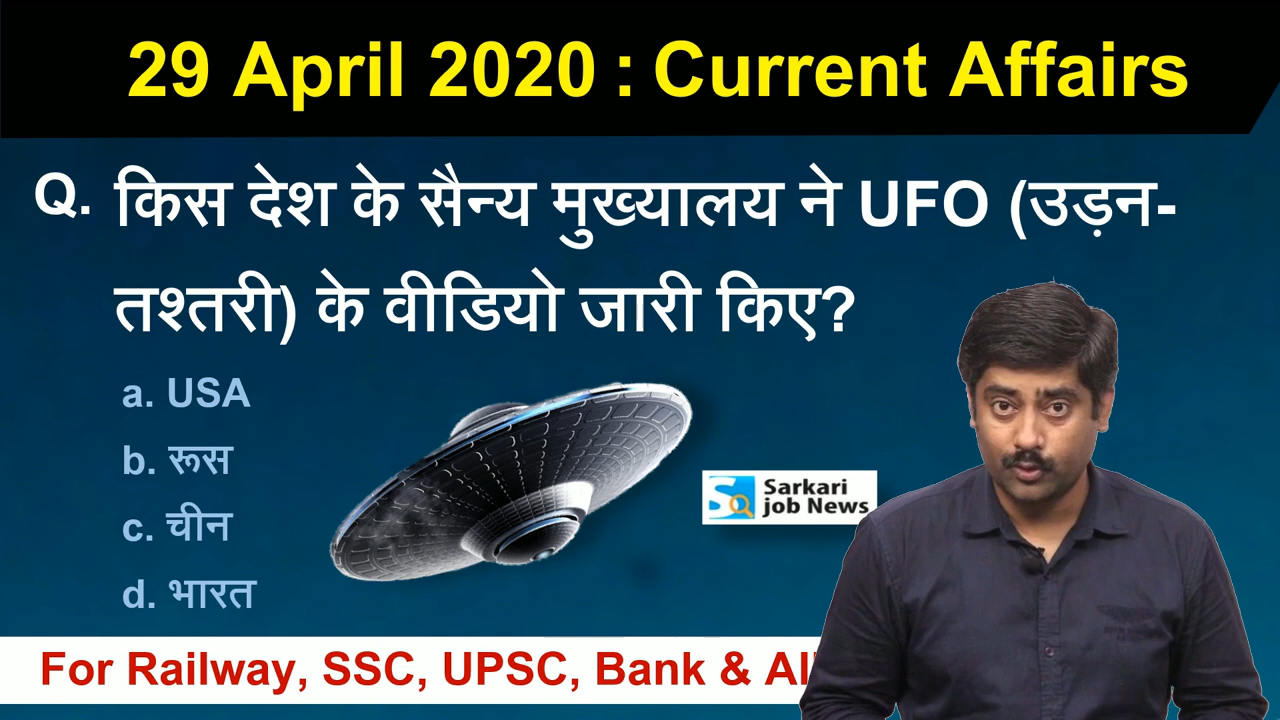 29 April 2020 : Current Affairs
Q. किस देश के सैन्य मुख्यालय ने UFO (उड़न-
तश्तरी) के वीडियो जारी किए?
a. USA
b. रूस
c. चीन
d. भारत
Sarkari
job News
For Railway, SSC, UPSC, Bank & All